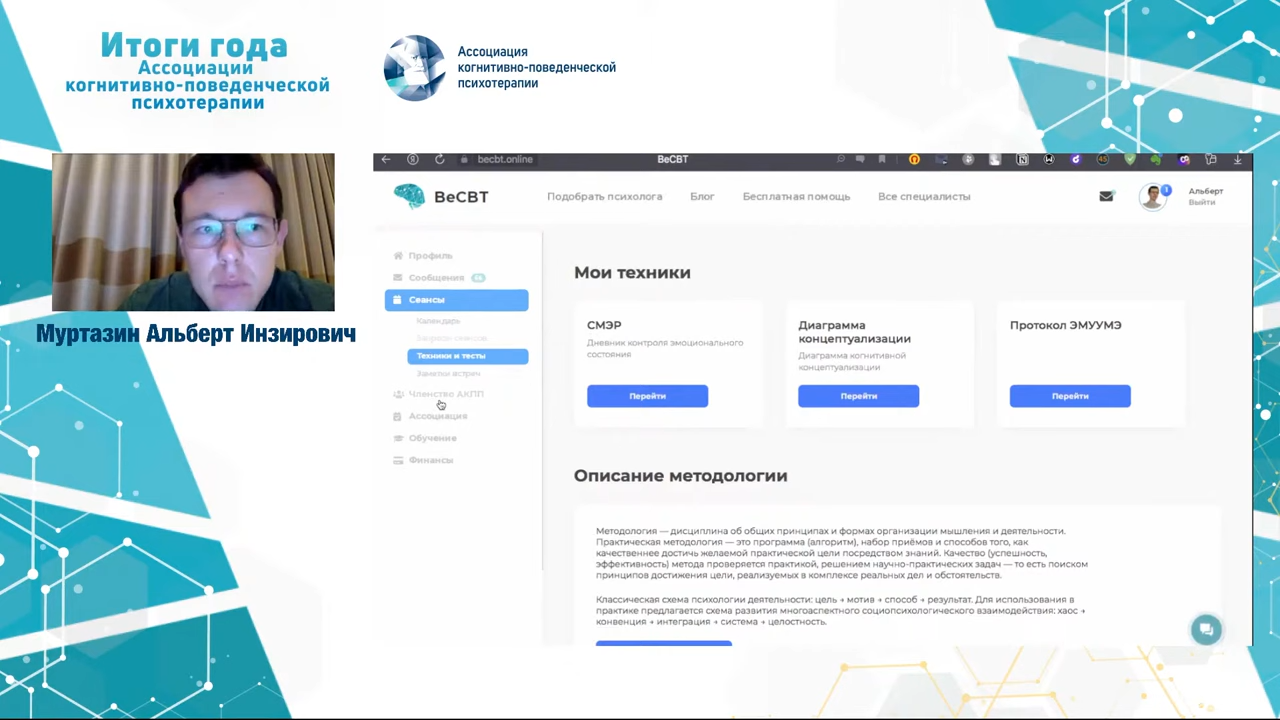 Итоги года
Ассоциации
когнитивно-поведенческой
психотерапии
Ассоциация
когнитивно-поведенческой
психотерапии
Муртазин Альберт Инзирович
becbt.online
BeCBT
BeCBT
Подобрать психолога
Блог
Бесплатная помощь
Все специалисты
1
Альберт
Выйти
Профиль
Сообщения
Сеансы
Календарь
Техники и тесты
Заметки встреч
Членство АКПП
Ассоциация
Обучение
Финансы
Мои техники
СМЭР
Дневник контроля эмоционального
состояния
Перейти
Диаграмма
концептуализации
Диаграмма когнитивной
концептуализации
Перейти
Протокол ЭМУУМЭ
Перейти
Описание методологии
Методология — дисциплина об общих принципах и формах организации мышления и деятельности.
Практическая методология — это программа (алгоритм), набор приёмов и способов того, как
качественнее достичь желаемой практической цели посредством знаний. Качество (успешность,
эффективность) метода проверяется практикой, решением научно-практических задач — то есть поиском
принципов достижения цели, реализуемых в комплексе реальных дел и обстоятельств.
Классическая схема психологии деятельности: цель → мотив → способ → результат. Для использования в
практике предлагается схема развития многоаспектного социопсихологического взаимодействия: хаос →
конвенция → интеграция → система → целостность.